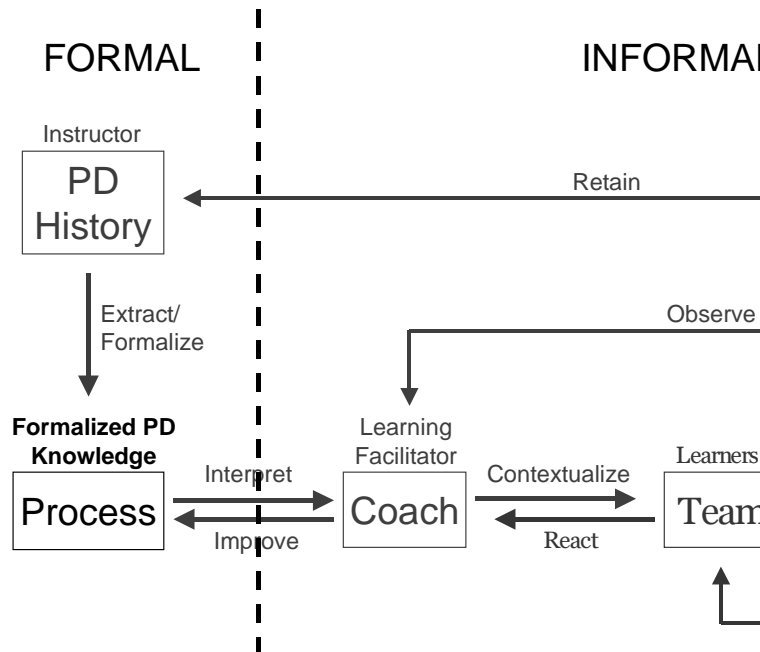 FORMAL
INFORMAL
Instructor
PD
History
Retain
Extract/
Formalize
Observe
Formalized PD
Knowledge
Learning
Facilitator
Learners
Process
Interpret
Improve
Coach
Contextualize
React
Team